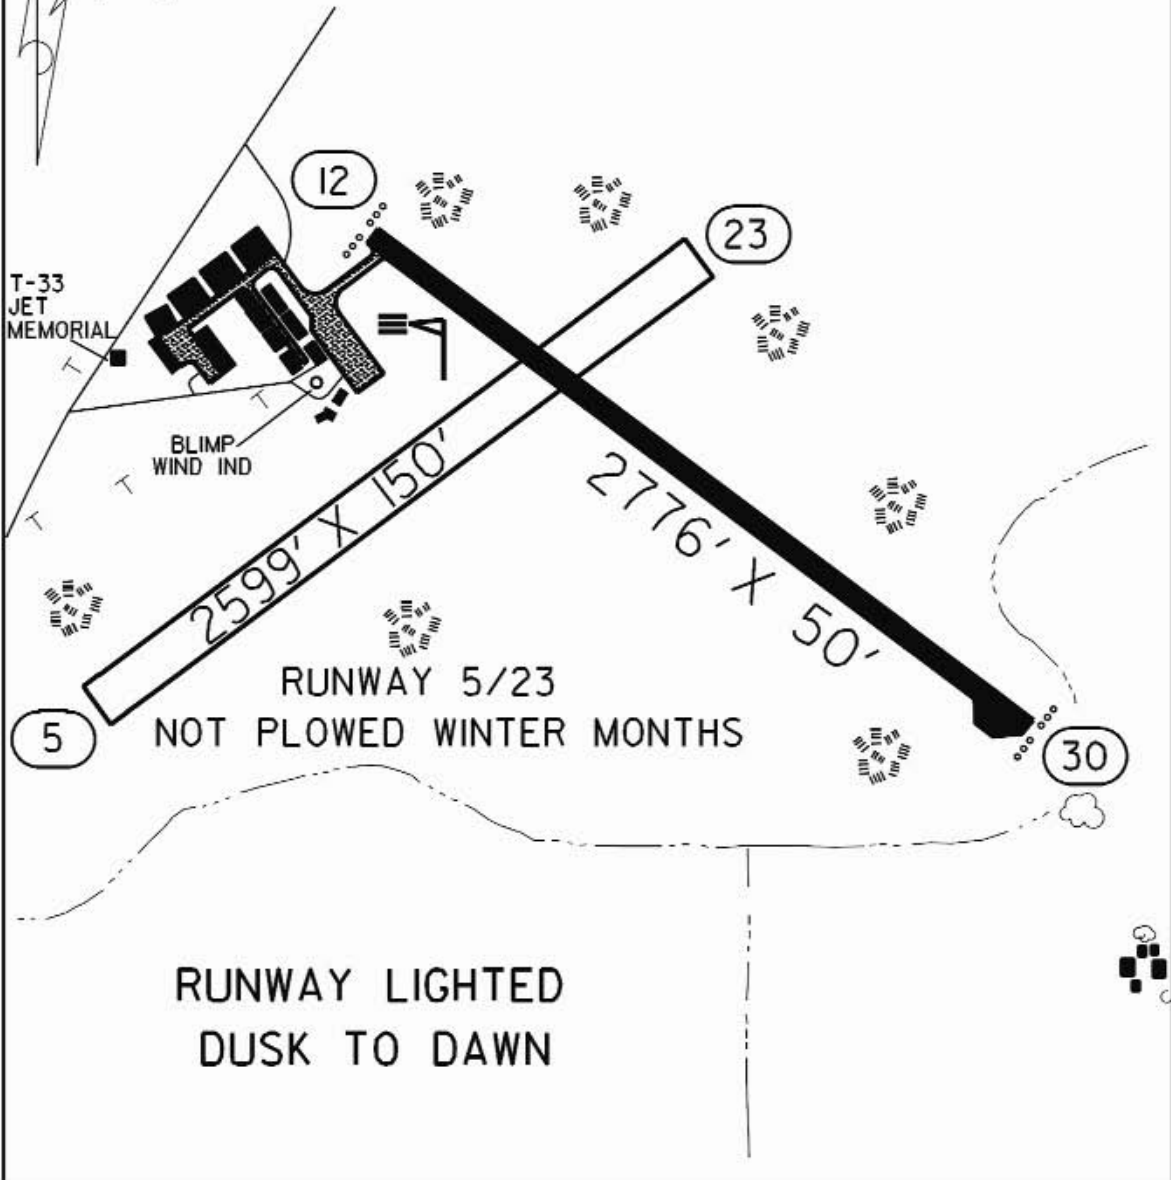 12
23
T-33
JET
MEMORIAL
BLIMP
WIND IND
2599' X 150'
2776' X 50'
RUNWAY 5/23
NOT PLOWED WINTER MONTHS
5
30
RUNWAY LIGHTED
DUSK TO DAWN
T
T
T
T